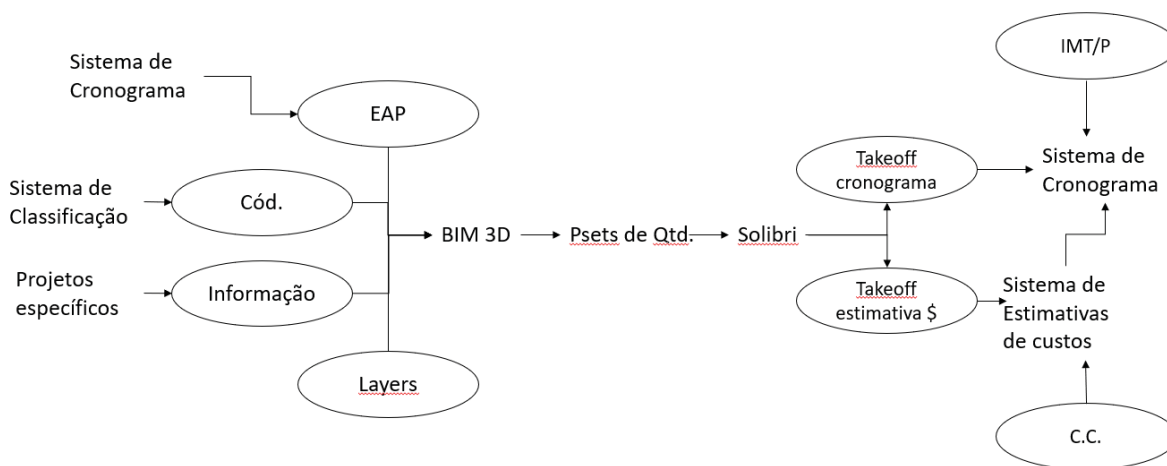 IMT/P
Sistema de
Cronograma
EAP
Takeoff
cronograma
Sistema de
Cronograma
Sistema de
Classificação
Cód.
BIM 3D
Psets de Qtd.
Solibri
Projetos
específicos
Informação
Takeoff
estimativa $
Sistema de
Estimativas
de custos
Layers
C.C.